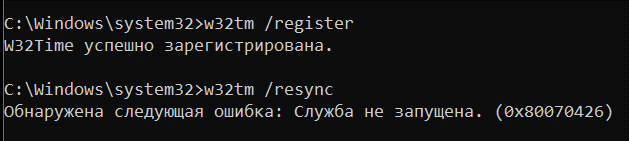 C:\Windows\system32>w32tm /register
W32Time успешно зарегистрирована.
C:\Windows\system32>w32tm /resync
Обнаружена следующая ошибка: Служба не запущена. (0x80070426)